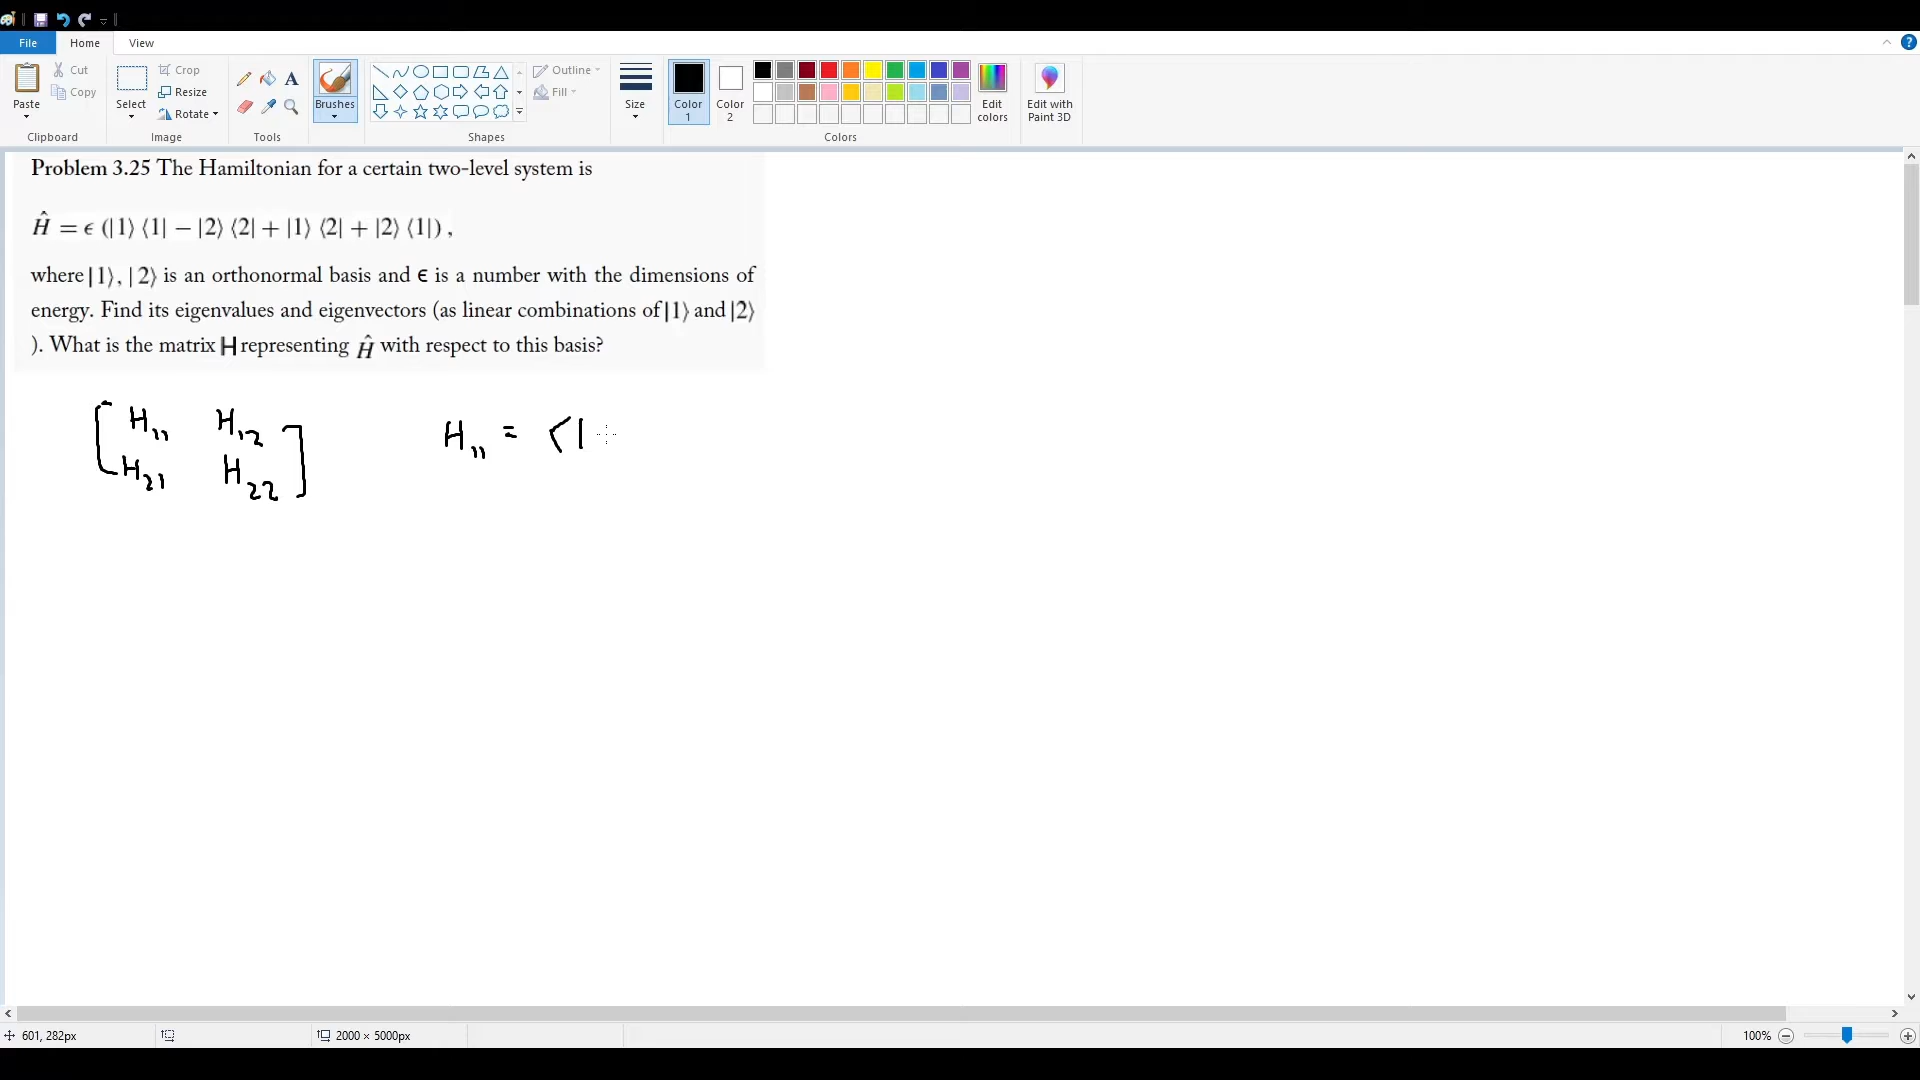 File Home View
Paste
Cut
Copy
Clipboard
Select
Crop
Resize
Rotate
Image
Tools
Brushes
Shapes
Outline
Fill
Size
Color 1
Color 2
Colors
Edit colors
Edit with Paint 3D
Problem 3.25 The Hamiltonian for a certain two-level system is
Ĥ = ϵ (|1⟩ ⟨1| − |2⟩ ⟨2| + |1⟩ ⟨2| + |2⟩ ⟨1|) ,
where |1⟩, |2⟩ is an orthonormal basis and ϵ is a number with the dimensions of
energy. Find its eigenvalues and eigenvectors (as linear combinations of |1⟩ and |2⟩
). What is the matrix H representing Ĥ with respect to this basis?
[ H₁₁ H₁₂ H₁₁ = ⟨1
H₂₁ H₂₂ ]
601, 282px 2000 × 5000px 100%